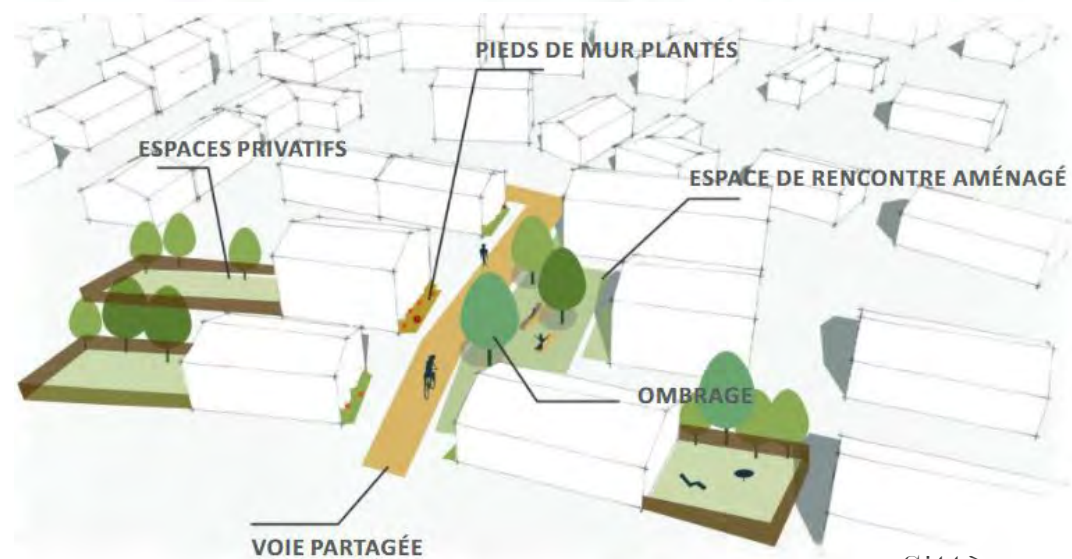 PIEDS DE MUR PLANTÉS
ESPACES PRIVATIFS
ESPACE DE RENCONTRE AMÉNAGÉ
OMBRAGE
VOIE PARTAGÉE